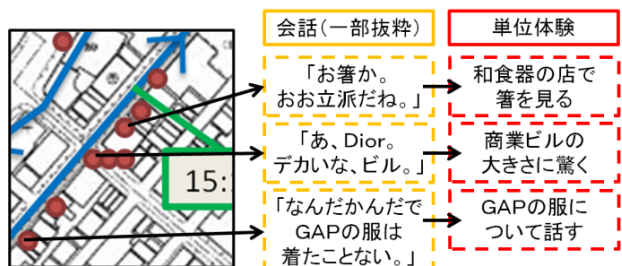 会話(一部抜粋)
単位体験
「お箸か。
おお立派だね。」
和食器の店で
箸を見る
「あ、Dior。
デカいな、ビル。」
商業ビルの
大きさに驚く
「なんだかんだで
GAPの服は
着たことない。」
GAPの服に
ついて話す
15: